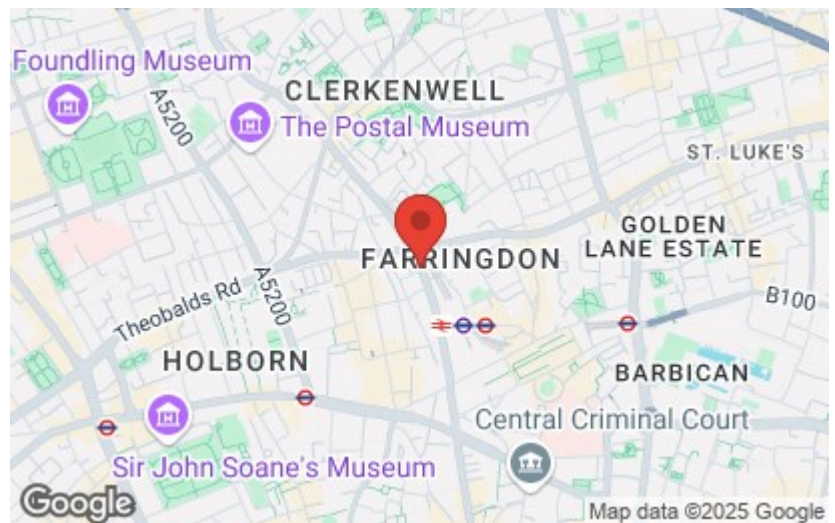 Foundling Museum
CLERKENWELL
A5200
The Postal Museum
ST. LUKE'S
GOLDEN
LANE ESTATE
FARRINGDON
A5200
B100
Theobalds Rd
HOLBORN
BARBICAN
Central Criminal Court
Sir John Soane's Museum
Google
Map data ©2025 Google